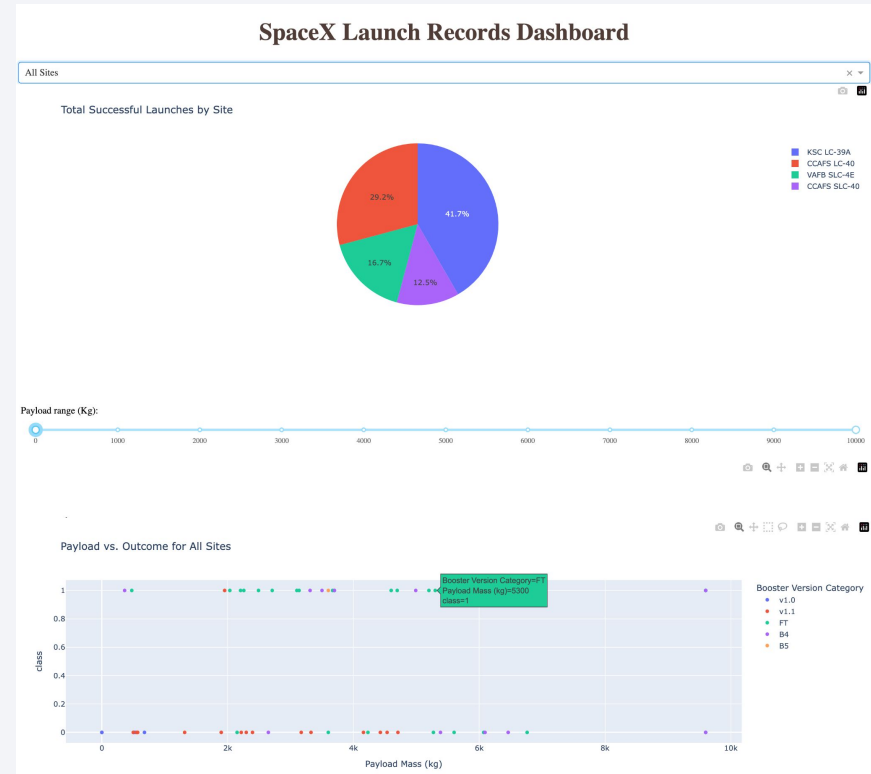 SpaceX Launch Records Dashboard
All Sites
Total Successful Launches by Site
KSC LC-39A
CCAFS LC-40
VAFB SLC-4E
CCAFS SLC-40
29.2%
41.7%
16.7%
12.5%
Payload range (Kg):
0 1000 2000 3000 4000 5000 6000 7000 8000 9000 10000
Payload vs. Outcome for All Sites
Booster Version Category=FT
Payload Mass (kg)=5300
class=1
Booster Version Category
v1.0
v1.1
FT
B4
B5
1
0.8
0.6
0.4
0.2
0
class
0 2k 4k 6k 8k 10k
Payload Mass (kg)